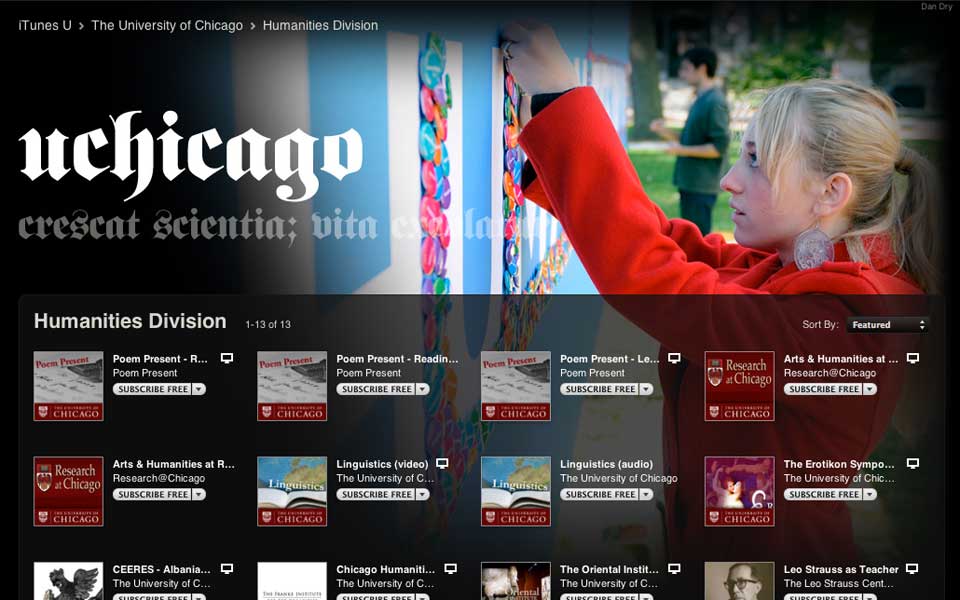 Dan Dry
iTunes U > The University of Chicago > Humanities Division
uchicago
crescat scientia; vita
Humanities Division 1-13 of 13 Sort By: Featured
Poem Present - R... Poem Present - Readin... Poem Present - Le... Arts & Humanities at ...
Poem Present Poem Present Poem Present Research@Chicago
SUBSCRIBE FREE SUBSCRIBE FREE SUBSCRIBE FREE SUBSCRIBE FREE
Poem Present Poem Present Poem Present Research at Chicago
THE UNIVERSITY OF CHICAGO THE UNIVERSITY OF CHICAGO THE UNIVERSITY OF CHICAGO THE UNIVERSITY OF CHICAGO
Arts & Humanities at R... Linguistics (video) Linguistics (audio) The Erotikon Sympo...
Research@Chicago The University of C... The University of Chicago The University of Chic...
SUBSCRIBE FREE SUBSCRIBE FREE SUBSCRIBE FREE SUBSCRIBE FREE
Research at Chicago Linguistics Linguistics
THE UNIVERSITY OF CHICAGO THE UNIVERSITY OF CHICAGO THE UNIVERSITY OF CHICAGO THE UNIVERSITY OF CHICAGO
CEERES - Albania... Chicago Humaniti... The Oriental Instit... Leo Strauss as Teacher
The University of C... The University of C... The University of C... The Leo Strauss Cent...
SUBSCRIBE FREE SUBSCRIBE FREE SUBSCRIBE FREE SUBSCRIBE FREE
THE FRANKE INSTITUTE Oriental